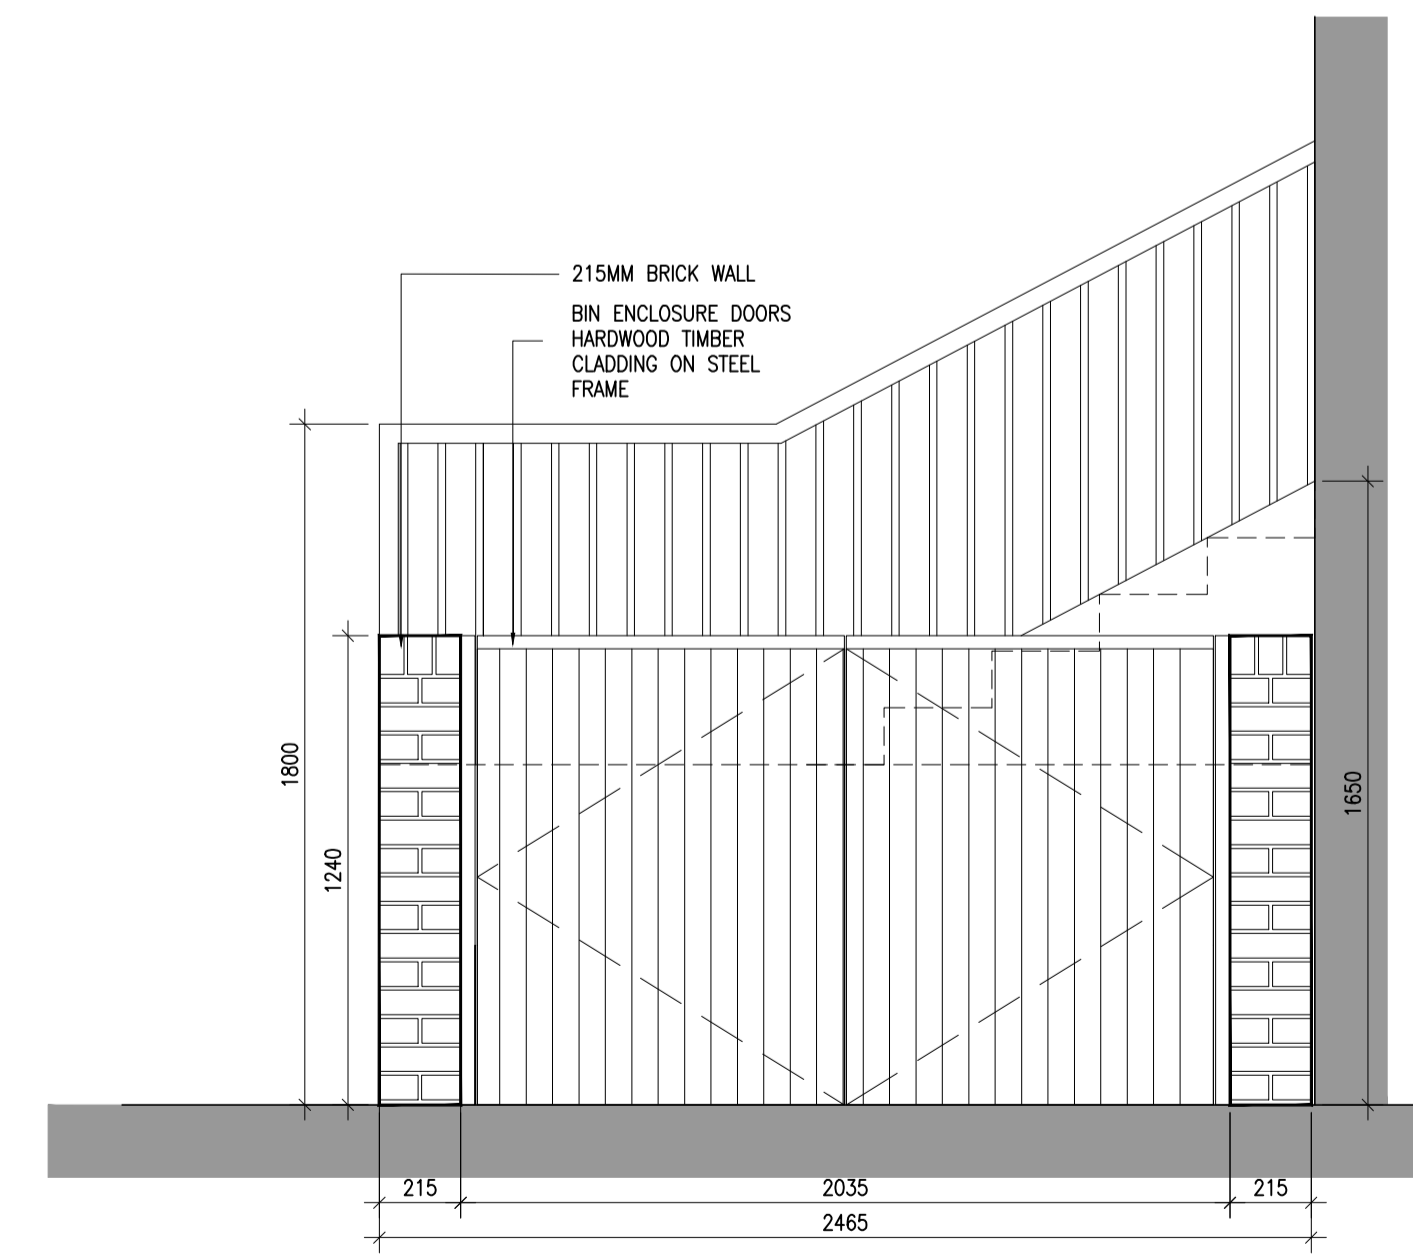 215MM BRICK WALL
BIN ENCLOSURE DOORS
HARDWOOD TIMBER
CLADDING ON STEEL
FRAME
1800
1240
1650
215
2035
215
2465